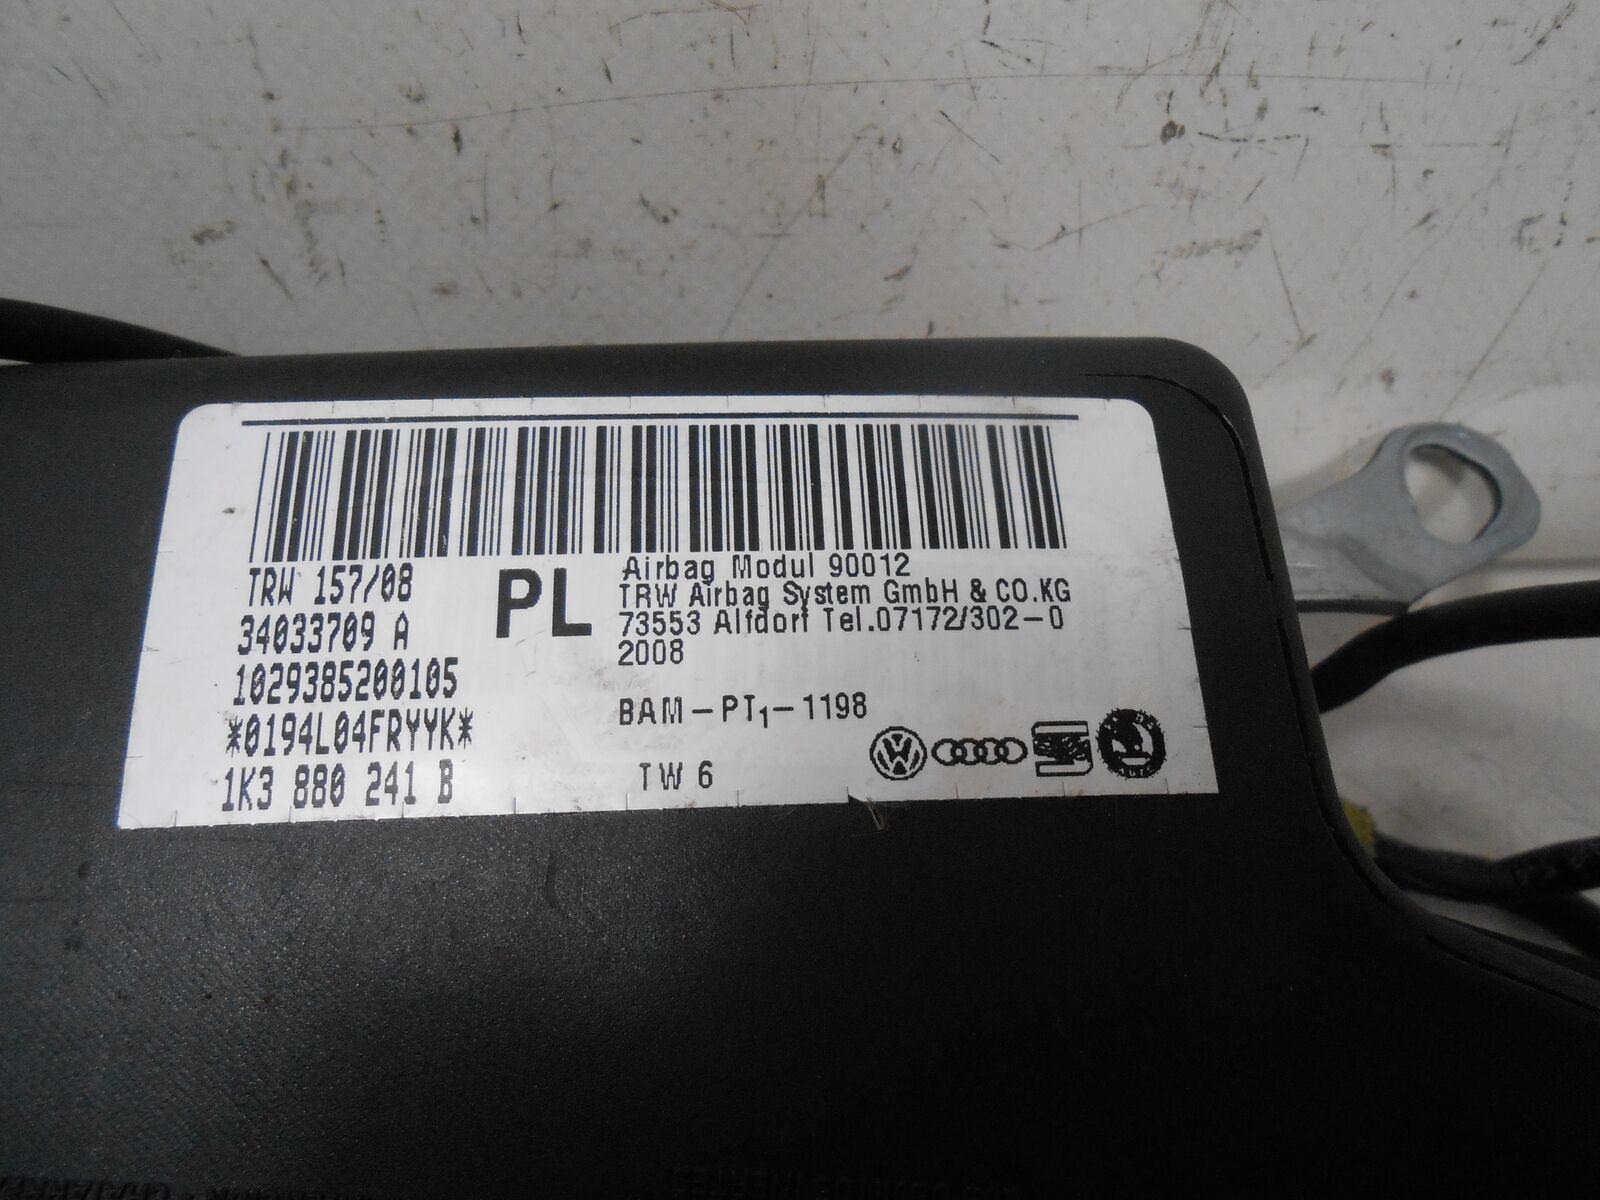 TRW 157/08
34033709 A
1029385200105
*0194L04FRYYK*
1K3 880 241 B
PL
Airbag Modul 90012
TRW Airbag System GmbH & CO.KG
73553 Alfdorf Tel.07172/302-0
2008
BAM-PT1-1198
TW 6